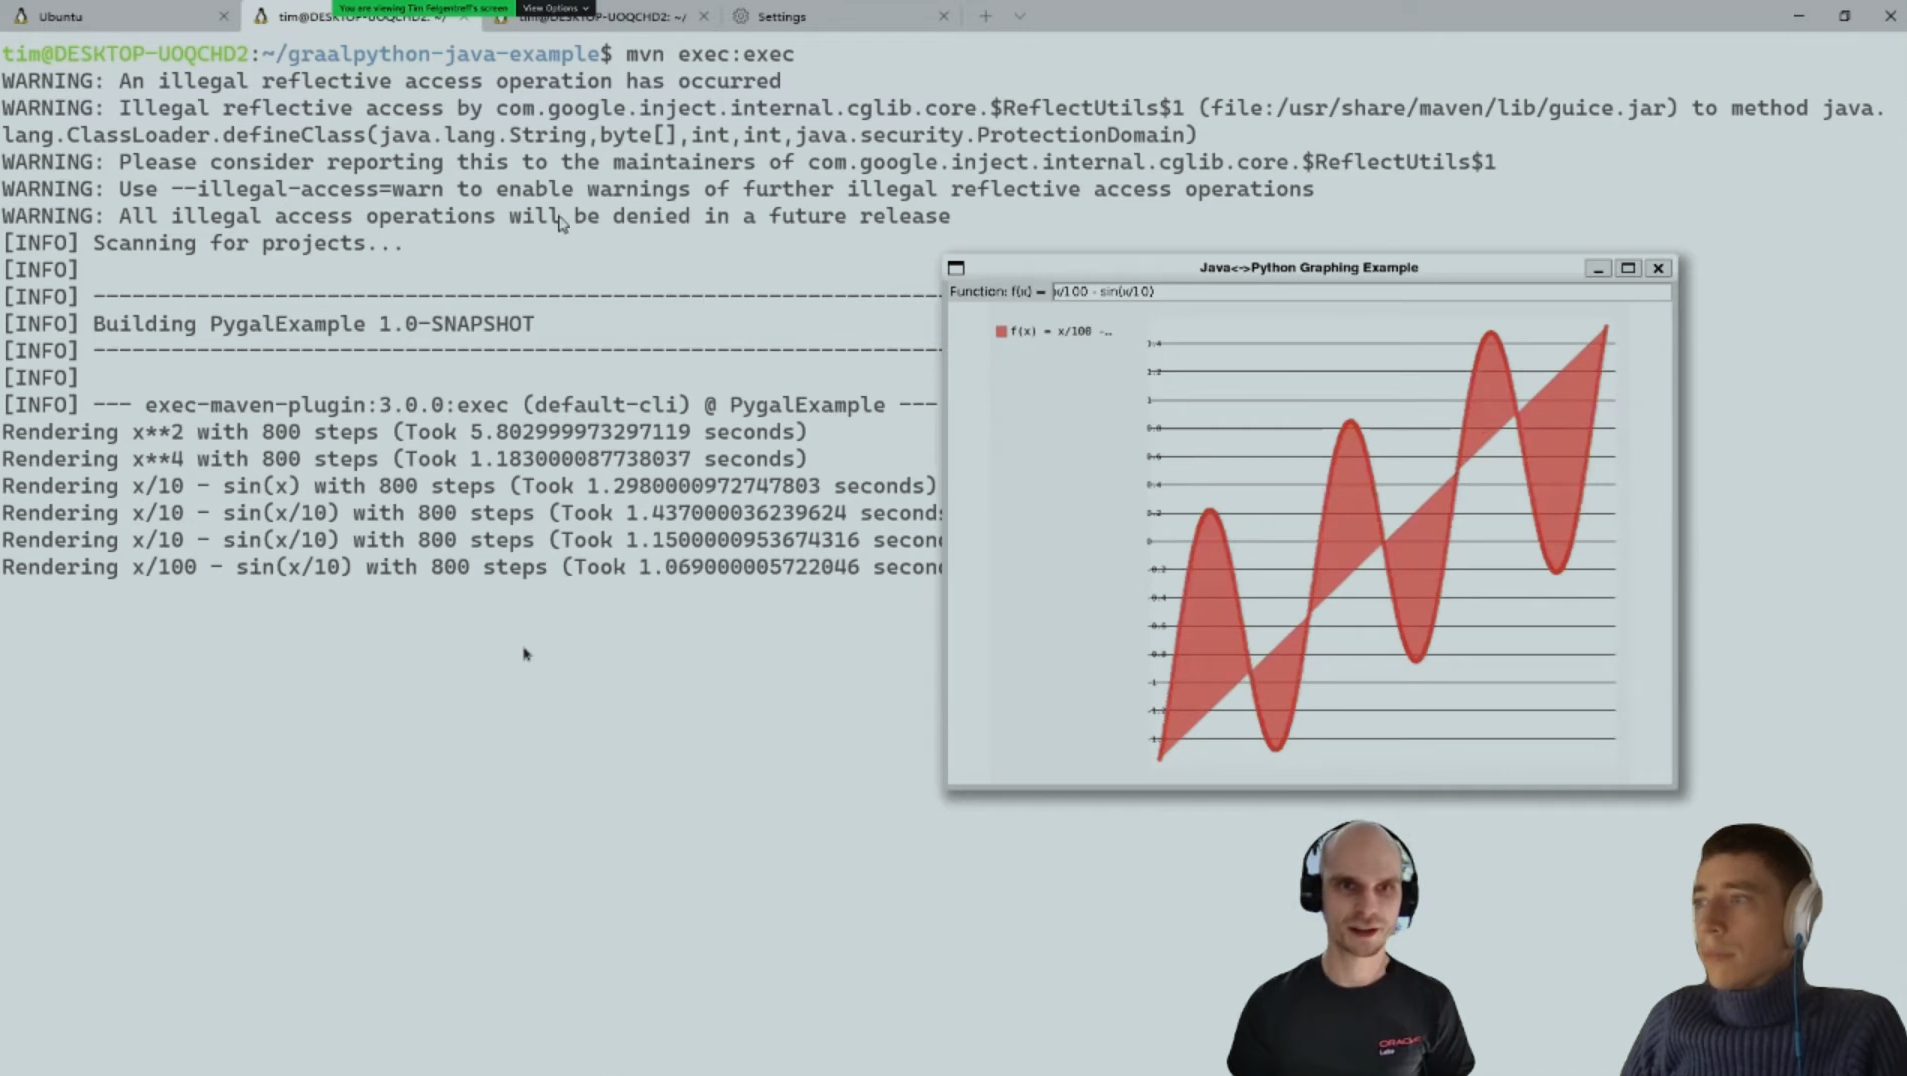 Ubuntu
tim@DESKTOP-UOQCHD2: ~/
You are viewing Tim Felgentreff's screen
View Options
tim@DESKTOP-UOQCHD2: ~/
Settings
tim@DESKTOP-UOQCHD2:~/graalpython-java-example$ mvn exec:exec
WARNING: An illegal reflective access operation has occurred
WARNING: Illegal reflective access by com.google.inject.internal.cglib.core.$ReflectUtils$1 (file:/usr/share/maven/lib/guice.jar) to method java.
lang.ClassLoader.defineClass(java.lang.String,byte[],int,int,java.security.ProtectionDomain)
WARNING: Please consider reporting this to the maintainers of com.google.inject.internal.cglib.core.$ReflectUtils$1
WARNING: Use --illegal-access=warn to enable warnings of further illegal reflective access operations
WARNING: All illegal access operations will be denied in a future release
[INFO] Scanning for projects...
[INFO]
[INFO] -----------------------------------------------------------------
[INFO] Building PygalExample 1.0-SNAPSHOT
[INFO] -----------------------------------------------------------------
[INFO]
[INFO] --- exec-maven-plugin:3.0.0:exec (default-cli) @ PygalExample ---
Rendering x**2 with 800 steps (Took 5.802999973297119 seconds)
Rendering x**4 with 800 steps (Took 1.183000087738037 seconds)
Rendering x/10 - sin(x) with 800 steps (Took 1.2980000972747803 seconds)
Rendering x/10 - sin(x/10) with 800 steps (Took 1.437000036239624 seconds
Rendering x/10 - sin(x/10) with 800 steps (Took 1.1500000953674316 secon
Rendering x/100 - sin(x/10) with 800 steps (Took 1.069000005722046 secon
Java<->Python Graphing Example
Function: f(x) = x/100 - sin(x/10)
f(x) = x/100 -…
1.4
1.2
1
0.8
0.6
0.4
0.2
0
-0.2
-0.4
-0.6
-0.8
-1
ORACLE
Labs